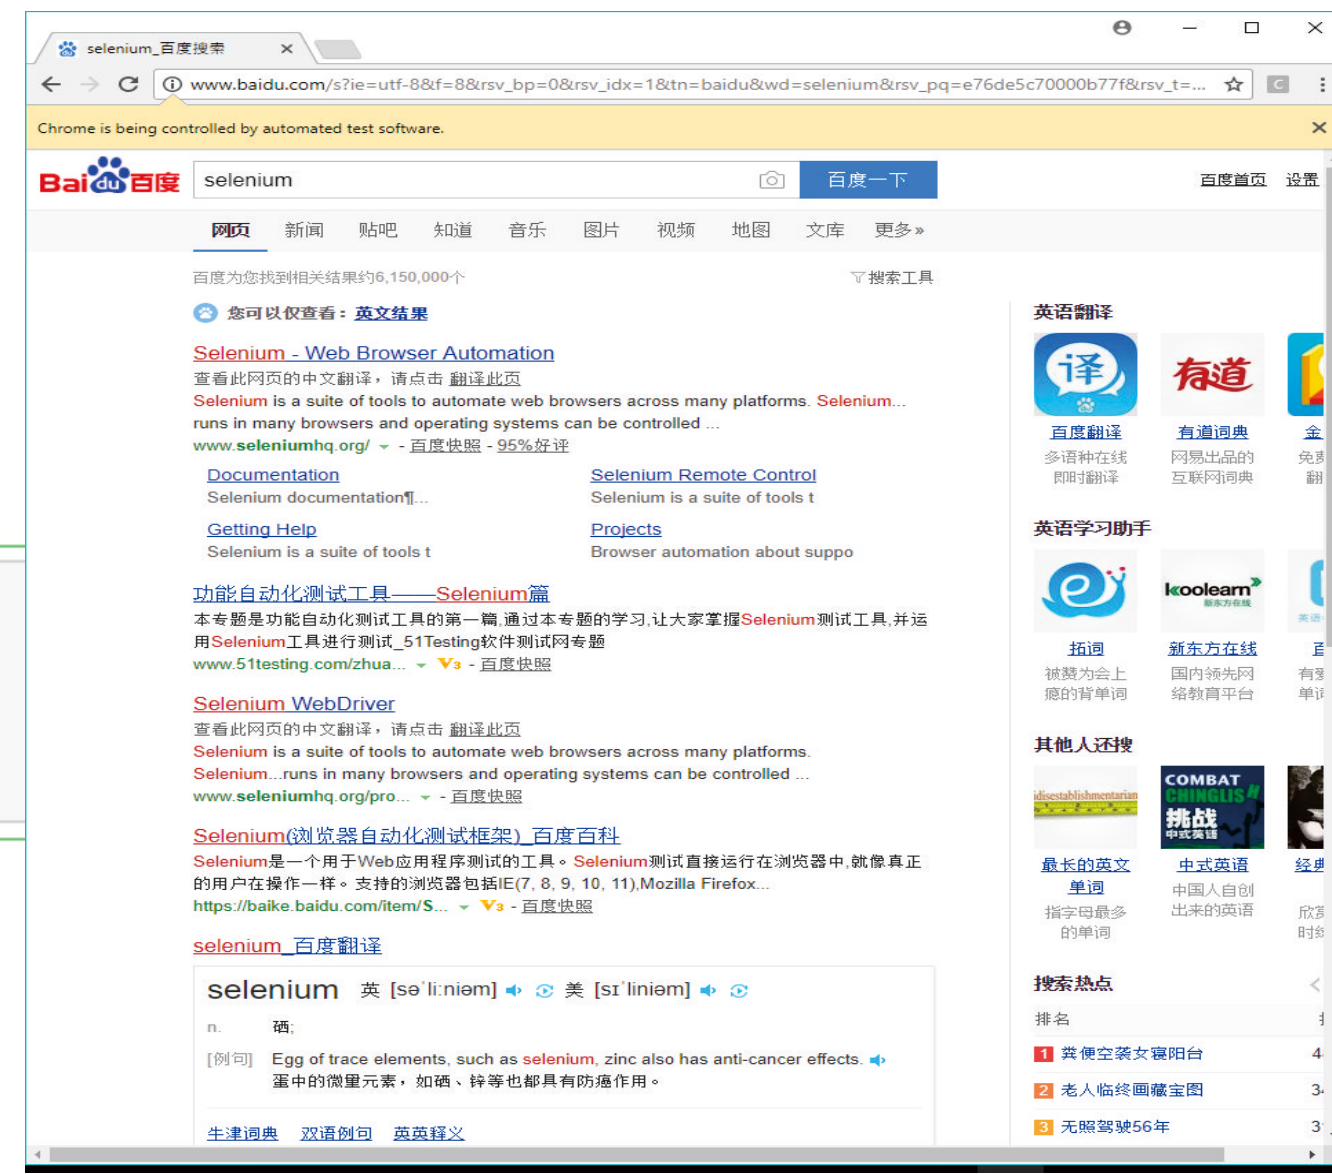 selenium_百度搜索
www.baidu.com/s?ie=utf-8&f=8&rsv_bp=0&rsv_idx=1&tn=baidu&wd=selenium&rsv_pq=e76de5c70000b77f&rsv_t=...
Chrome is being controlled by automated test software.
Bai du 百度
selenium
百度一下
百度首页 设置
网页 新闻 贴吧 知道 音乐 图片 视频 地图 文库 更多»
百度为您找到相关结果约6,150,000个
搜索工具
您可以仅查看：英文结果
Selenium - Web Browser Automation
查看此网页的中文翻译，请点击 翻译此页
Selenium is a suite of tools to automate web browsers across many platforms. Selenium...
runs in many browsers and operating systems can be controlled ...
www.seleniumhq.org/ - 百度快照 - 95%好评
Documentation
Selenium documentation¶...
Selenium Remote Control
Selenium is a suite of tools t
Getting Help
Selenium is a suite of tools t
Projects
Browser automation about suppo
功能自动化测试工具——Selenium篇
本专题是功能自动化测试工具的第一篇,通过本专题的学习,让大家掌握Selenium测试工具,并运
用Selenium工具进行测试_51Testing软件测试网专题
www.51testing.com/zhua... V3 - 百度快照
Selenium WebDriver
查看此网页的中文翻译，请点击 翻译此页
Selenium is a suite of tools to automate web browsers across many platforms.
Selenium...runs in many browsers and operating systems can be controlled ...
www.seleniumhq.org/pro... - 百度快照
Selenium(浏览器自动化测试框架)_百度百科
Selenium是一个用于Web应用程序测试的工具。Selenium测试直接运行在浏览器中,就像真正
的用户在操作一样。支持的浏览器包括IE(7, 8, 9, 10, 11),Mozilla Firefox...
https://baike.baidu.com/item/S... V3 - 百度快照
selenium_百度翻译
selenium 英 [səˈliːniəm] 美 [sɪˈliniəm]
n. 硒;
[例句] Egg of trace elements, such as selenium, zinc also has anti-cancer effects.
蛋中的微量元素，如硒、锌等也都具有防癌作用。
牛津词典 双语例句 英英释义
英语翻译
译
有道
百度翻译
多语种在线
即时翻译
有道词典
网易出品的
互联网词典
金
免费
翻
英语学习助手
koolearn
新东方在线
拓词
被赞为会上
瘾的背单词
新东方在线
国内领先网
络教育平台
百
有爱
单词
其他人还搜
idisestablishmentarian
COMBAT
CHINGLISH
挑战
中式英语
最长的英文
单词
指字母最多
的单词
中式英语
中国人自创
出来的英语
经典
欣赏
搜索热点
排名
1 粪便空袭女寝阳台
2 老人临终画藏宝图
3 无照驾驶56年